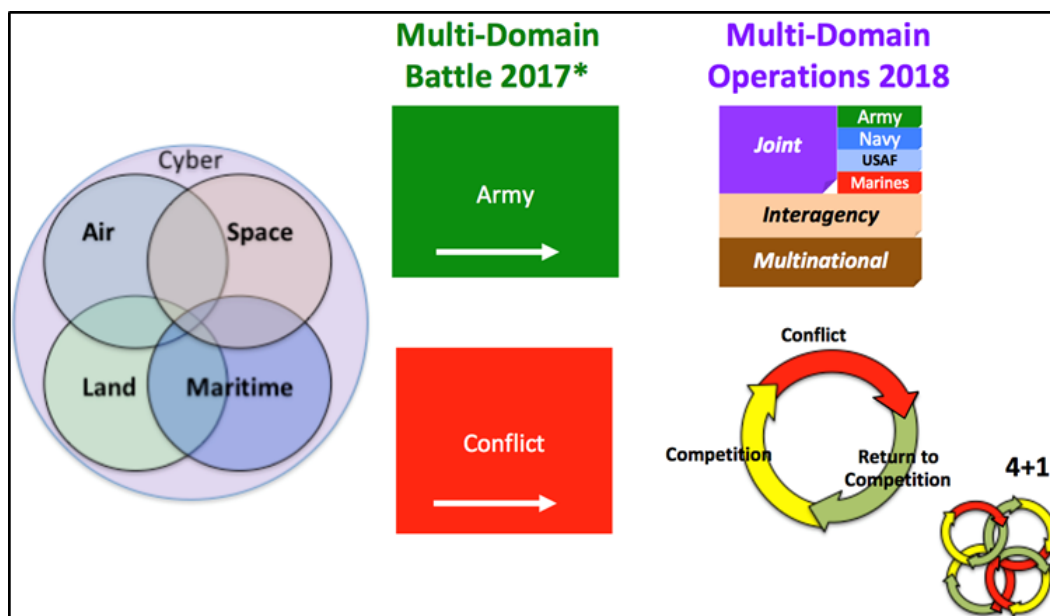 Multi-Domain
Battle 2017*
Multi-Domain
Operations 2018
Cyber
Air
Space
Land
Maritime
Army
Joint
Army
Navy
USAF
Marines
Interagency
Multinational
Conflict
Conflict
Competition
Return to
Competition
4+1